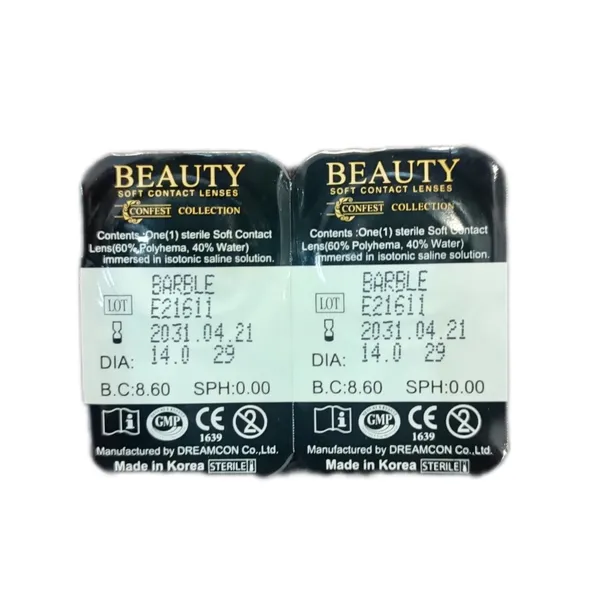 BEAUTY
SOFT CONTACT LENSES
CONFEST COLLECTION
Contents :One(1) sterile Soft Contact
Lens(60% Polyhema, 40% Water)
immersed in isotonic saline solution.
BARBLE
LOT E21611
2031.04.21
DIA: 14.0 29
B.C:8.60 SPH:0.00
GMP CE 2
1639
Manufactured by DREAMCON Co.,Ltd.
Made in Korea STERILE
BEAUTY
SOFT CONTACT LENSES
CONFEST COLLECTION
Contents :One(1) sterile Soft Contact
Lens(60% Polyhema, 40% Water)
immersed in isotonic saline solution.
BARBLE
LOT E21611
2031.04.21
DIA: 14.0 29
B.C:8.60 SPH:0.00
GMP CE 2
1639
Manufactured by DREAMCON Co.,Ltd.
Made in Korea STERILE